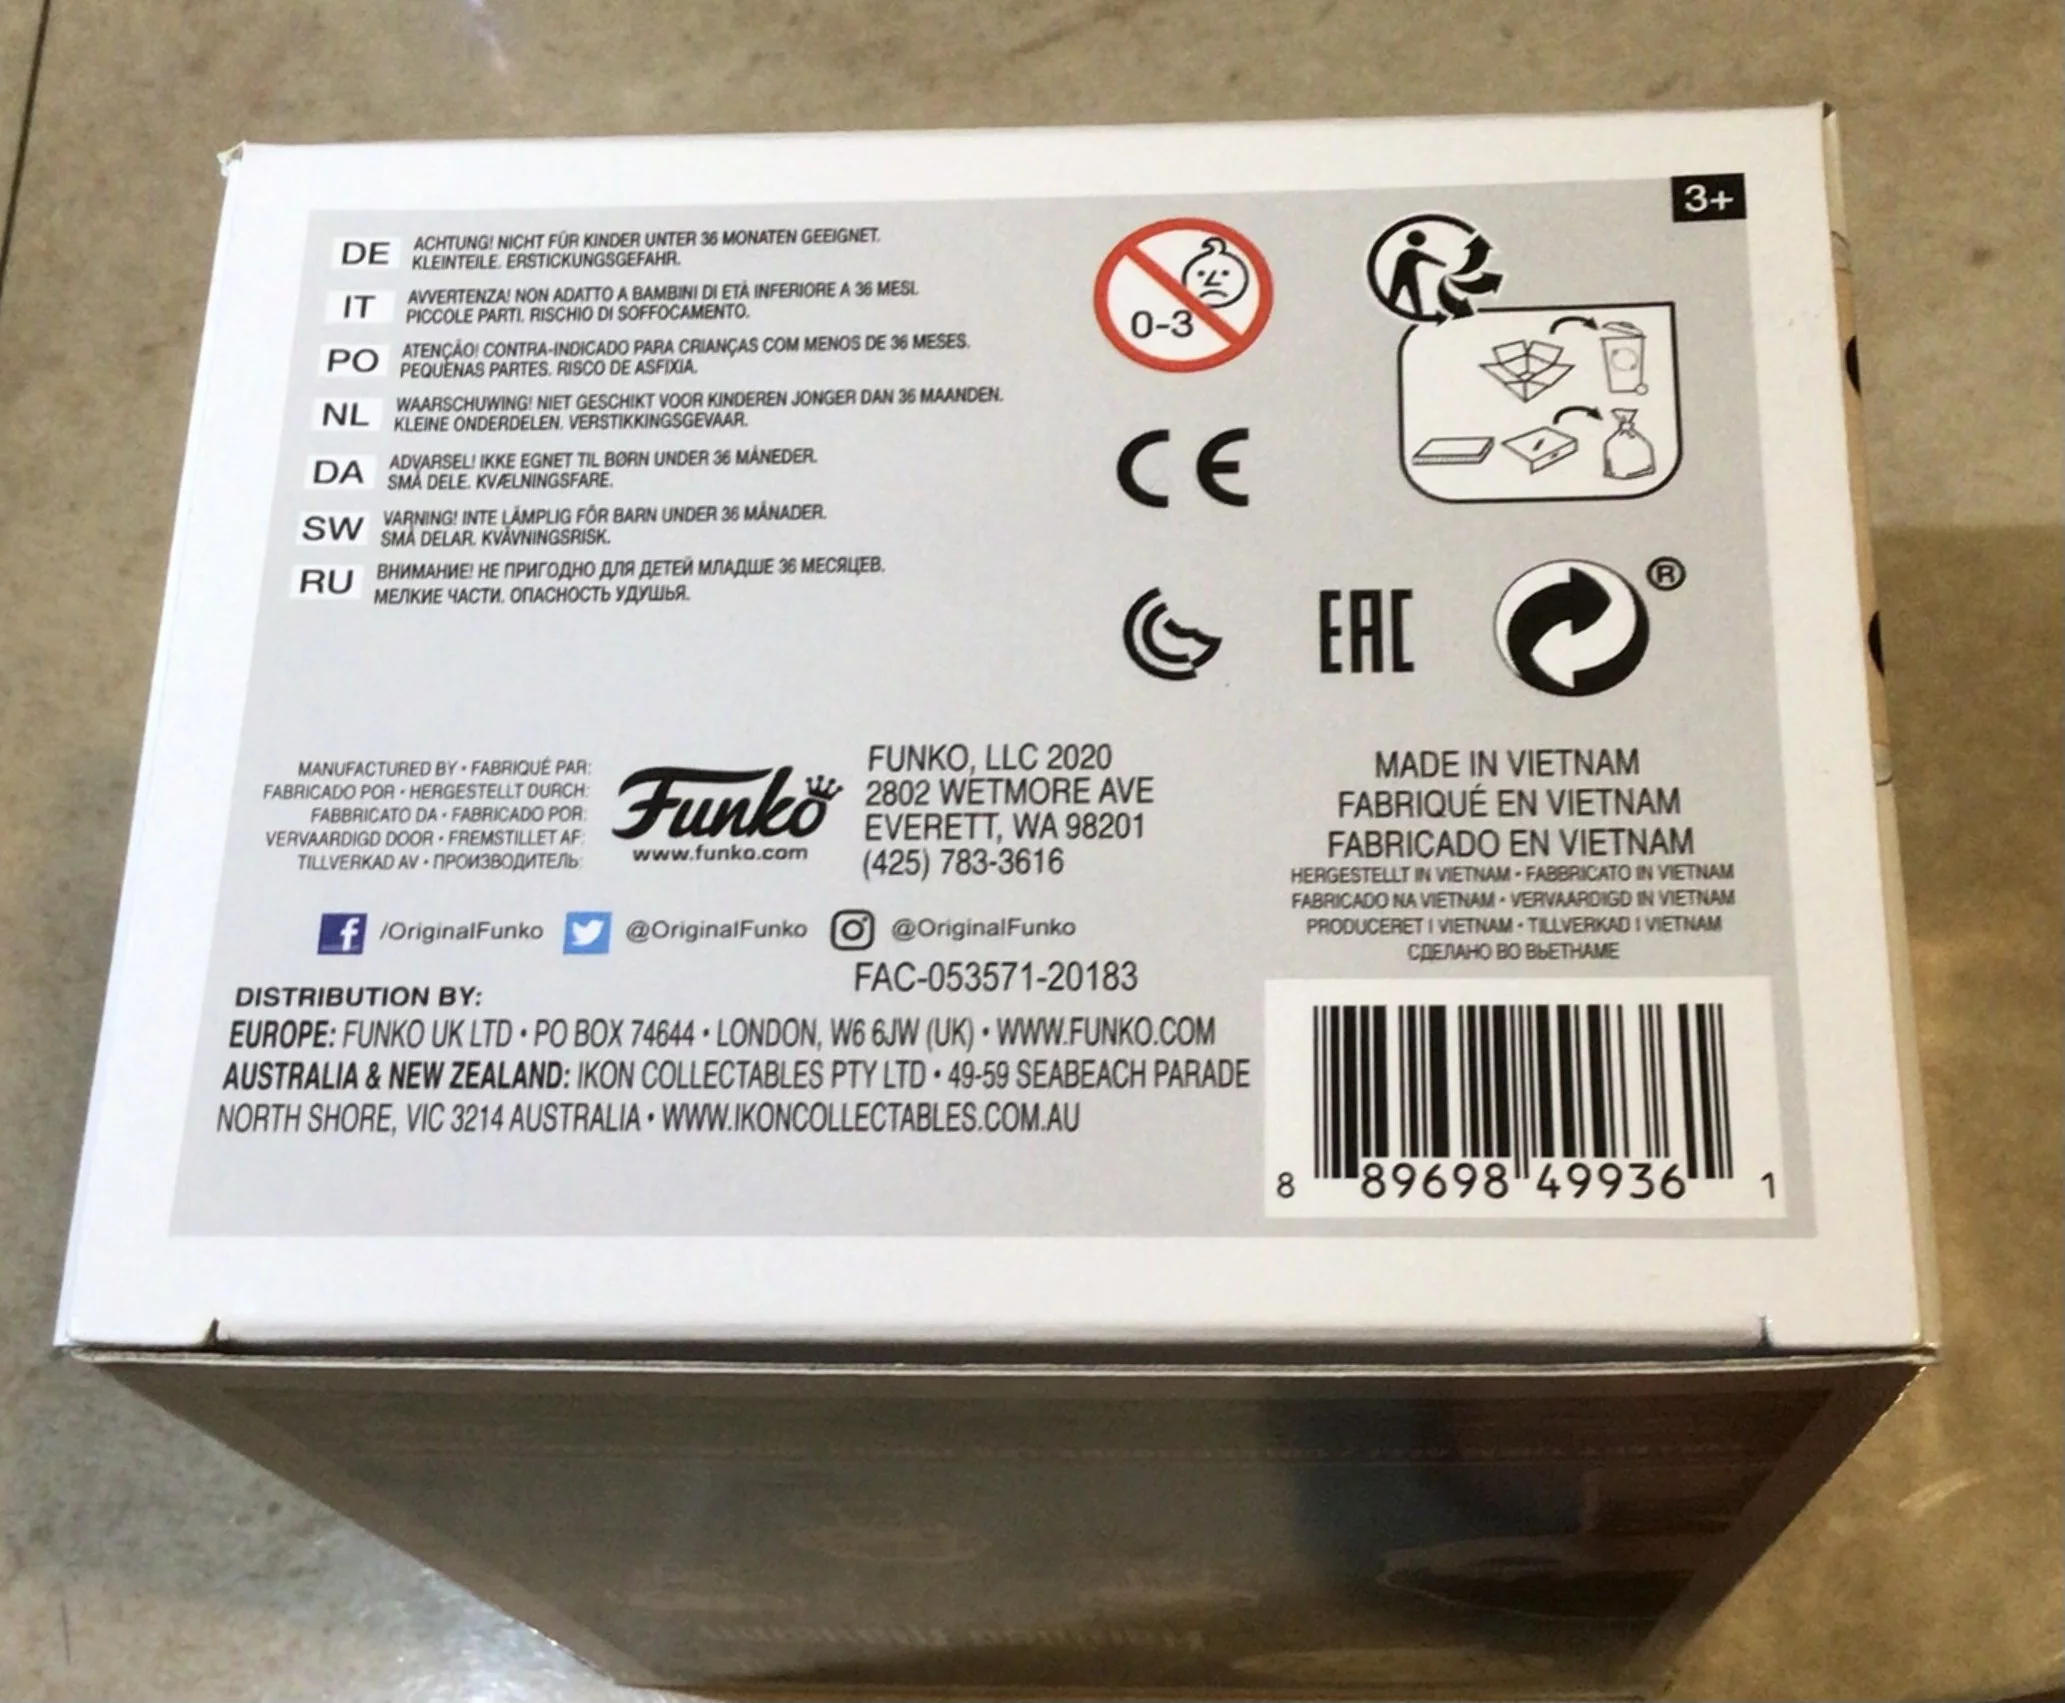 3+
DE
ACHTUNG! NICHT FÜR KINDER UNTER 36 MONATEN GEEIGNET.
KLEINTEILE. ERSTICKUNGSGEFAHR.
IT
AVVERTENZA! NON ADATTO A BAMBINI DI ETÀ INFERIORE A 36 MESI.
PICCOLE PARTI. RISCHIO DI SOFFOCAMENTO.
PO
ATENÇÃO! CONTRA-INDICADO PARA CRIANÇAS COM MENOS DE 36 MESES.
PEQUENAS PARTES. RISCO DE ASFIXIA.
NL
WAARSCHUWING! NIET GESCHIKT VOOR KINDEREN JONGER DAN 36 MAANDEN.
KLEINE ONDERDELEN. VERSTIKKINGSGEVAAR.
DA
ADVARSEL! IKKE EGNET TIL BØRN UNDER 36 MÅNEDER.
SMÅ DELE. KVÆLNINGSFARE.
SW
VARNING! INTE LÄMPLIG FÖR BARN UNDER 36 MÅNADER.
SMÅ DELAR. KVÄVNINGSRISK.
RU
ВНИМАНИЕ! НЕ ПРИГОДНО ДЛЯ ДЕТЕЙ МЛАДШЕ 36 МЕСЯЦЕВ.
МЕЛКИЕ ЧАСТИ. ОПАСНОСТЬ УДУШЬЯ.
0-3
CE
EAC
®
MANUFACTURED BY • FABRIQUÉ PAR:
FABRICADO POR • HERGESTELLT DURCH:
FABBRICATO DA • FABRICADO POR:
VERVAARDIGD DOOR • FREMSTILLET AF:
TILLVERKAD AV • ПРОИЗВОДИТЕЛЬ:
Funko
www.funko.com
FUNKO, LLC 2020
2802 WETMORE AVE
EVERETT, WA 98201
(425) 783-3616
MADE IN VIETNAM
FABRIQUÉ EN VIETNAM
FABRICADO EN VIETNAM
HERGESTELLT IN VIETNAM • FABBRICATO IN VIETNAM
FABRICADO NA VIETNAM • VERVAARDIGD IN VIETNAM
PRODUCERET I VIETNAM • TILLVERKAD I VIETNAM
СДЕЛАНО ВО ВЬЕТНАМЕ
f /OriginalFunko @OriginalFunko @OriginalFunko
FAC-053571-20183
DISTRIBUTION BY:
EUROPE: FUNKO UK LTD • PO BOX 74644 • LONDON, W6 6JW (UK) • WWW.FUNKO.COM
AUSTRALIA & NEW ZEALAND: IKON COLLECTABLES PTY LTD • 49-59 SEABEACH PARADE
NORTH SHORE, VIC 3214 AUSTRALIA • WWW.IKONCOLLECTABLES.COM.AU
8 89698 49936 1